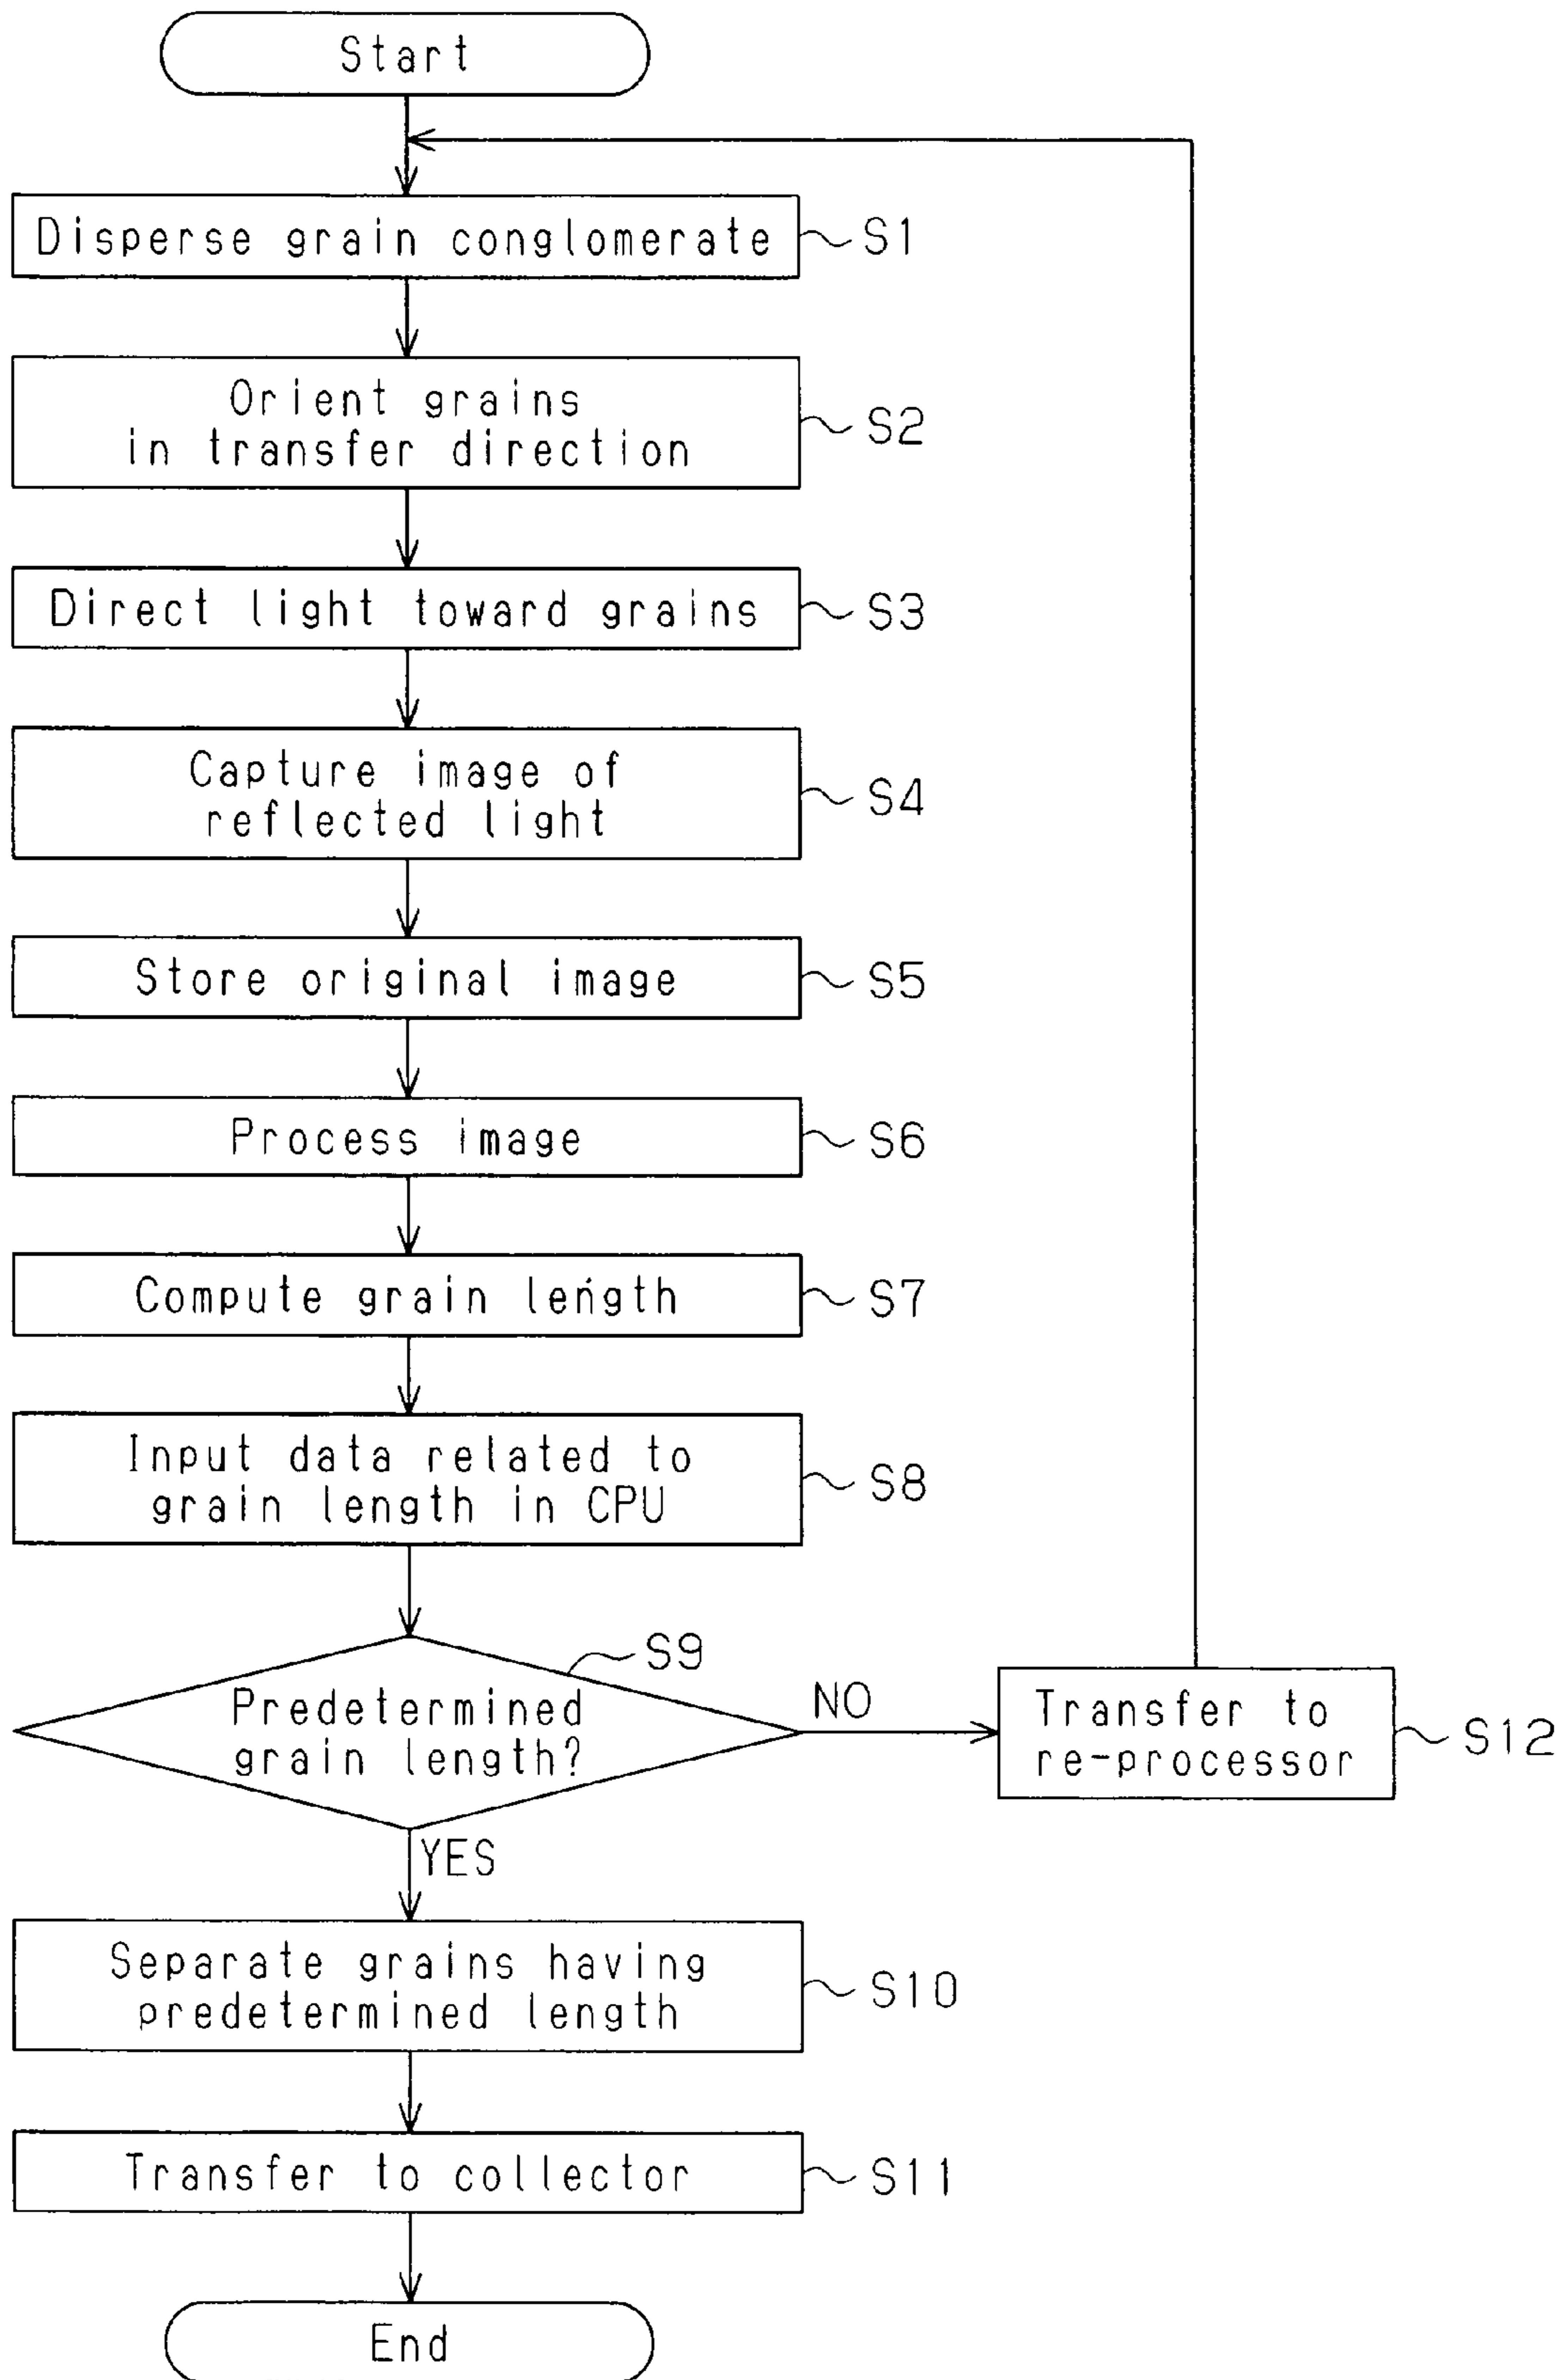 Start
Disperse grain conglomerate
S1
Orient grains
in transfer direction
S2
Direct light toward grains
S3
Capture image of
reflected light
S4
Store original image
S5
Process image
S6
Compute grain length
S7
Input data related to
grain length in CPU
S8
S9
Predetermined
grain length?
NO
Transfer to
re-processor
S12
YES
Separate grains having
predetermined length
S10
Transfer to collector
S11
End